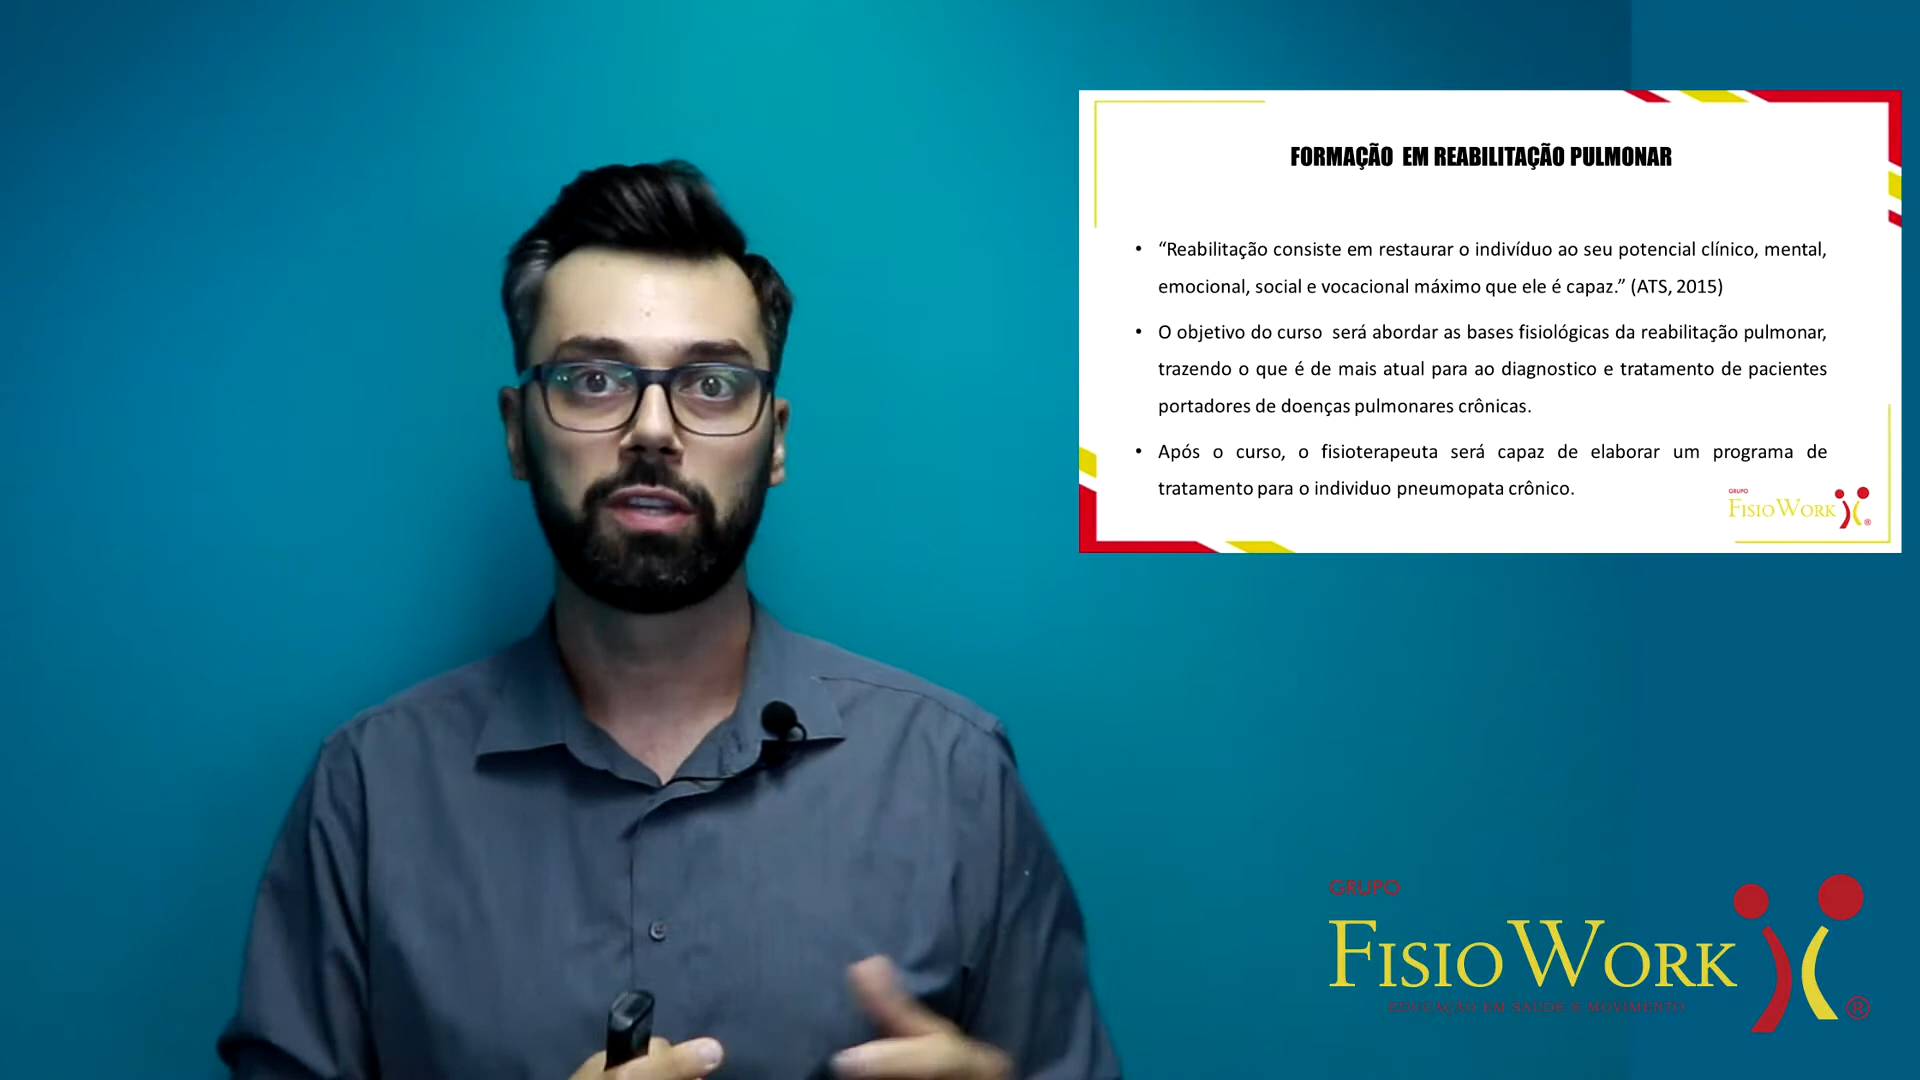 FORMAÇÃO EM REABILITAÇÃO PULMONAR
• “Reabilitação consiste em restaurar o indivíduo ao seu potencial clínico, mental,
emocional, social e vocacional máximo que ele é capaz.” (ATS, 2015)
• O objetivo do curso será abordar as bases fisiológicas da reabilitação pulmonar,
trazendo o que é de mais atual para ao diagnostico e tratamento de pacientes
portadores de doenças pulmonares crônicas.
• Após o curso, o fisioterapeuta será capaz de elaborar um programa de
tratamento para o individuo pneumopata crônico.
GRUPO
FISIOWORK
®
GRUPO
FISIOWORK
EDUCAÇÃO EM SAÚDE E MOVIMENTO
®